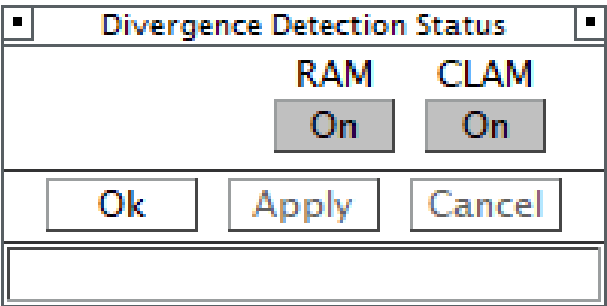 Divergence Detection Status
RAM CLAM
On On
Ok Apply Cancel